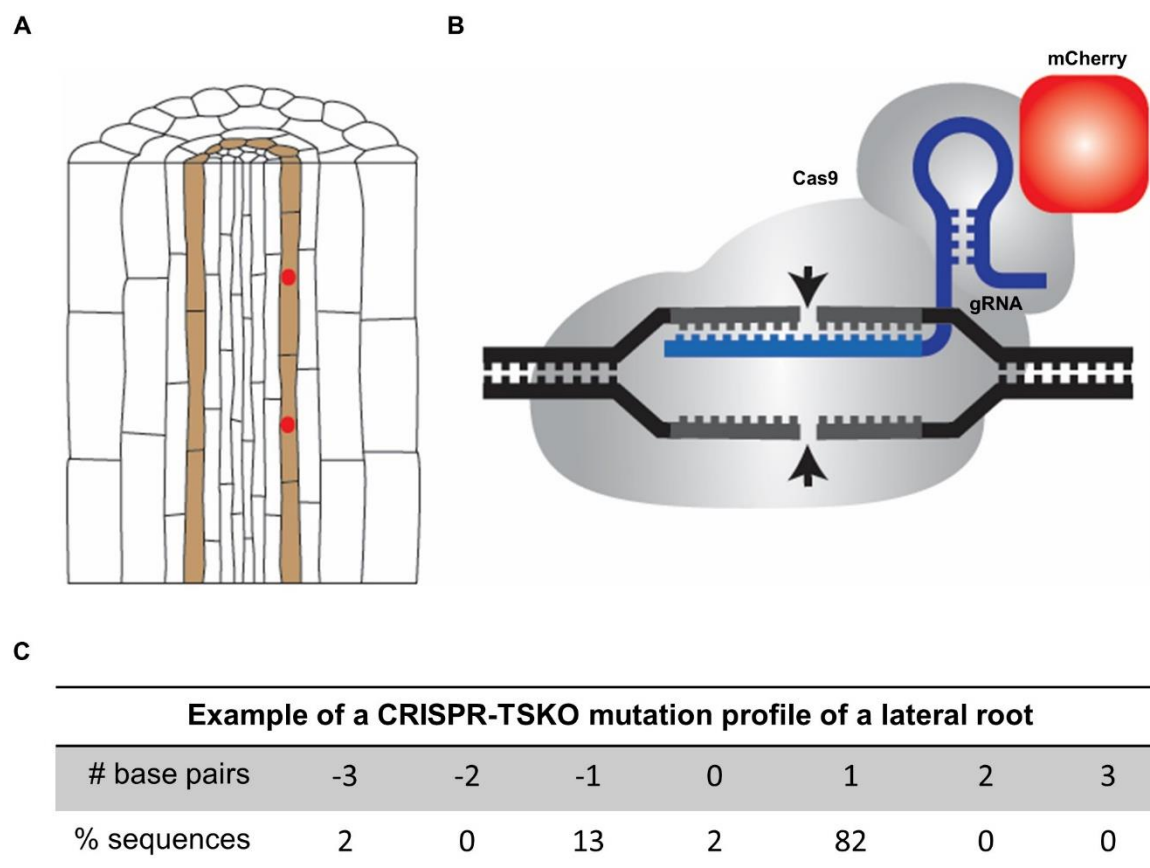 A
B
mCherry
Cas9
gRNA
C
Example of a CRISPR-TSKO mutation profile of a lateral root
# base pairs -3 -2 -1 0 1 2 3
% sequences 2 0 13 2 82 0 0